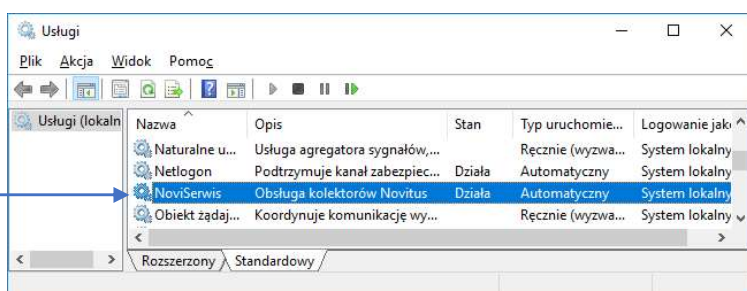 Usługi
Plik Akcja Widok Pomoc
Usługi (lokaln
Nazwa Opis Stan Typ uruchomie... Logowanie jako
Naturalne u... Usługa agregatora sygnałów,... Ręcznie (wyzwa... System lokalny
Netlogon Podtrzymuje kanał zabezpiec... Działa Automatyczny System lokalny
NoviSerwis Obsługa kolektorów Novitus Działa Automatyczny System lokalny
Obiekt żądaj... Koordynuje komunikację wy... Ręcznie (wyzwa... System lokalny
Rozszerzony Standardowy